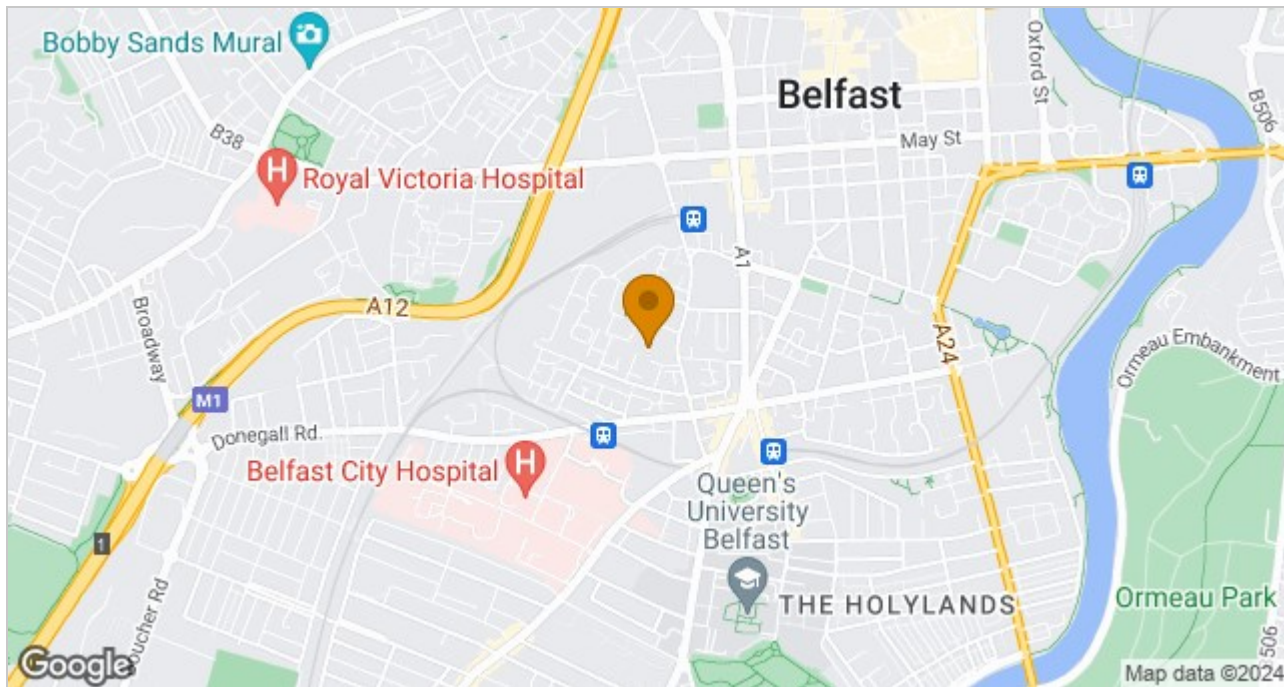 Bobby Sands Mural
Belfast
Oxford St
B506
B38
May St
Royal Victoria Hospital
A1
A12
Broadway
A24
Ormeau Embankment
M1
Donegall Rd.
Belfast City Hospital
Queen's
University
Belfast
1
THE HOLYLANDS
Boucher Rd
Ormeau Park
B506
Google
Map data ©2024